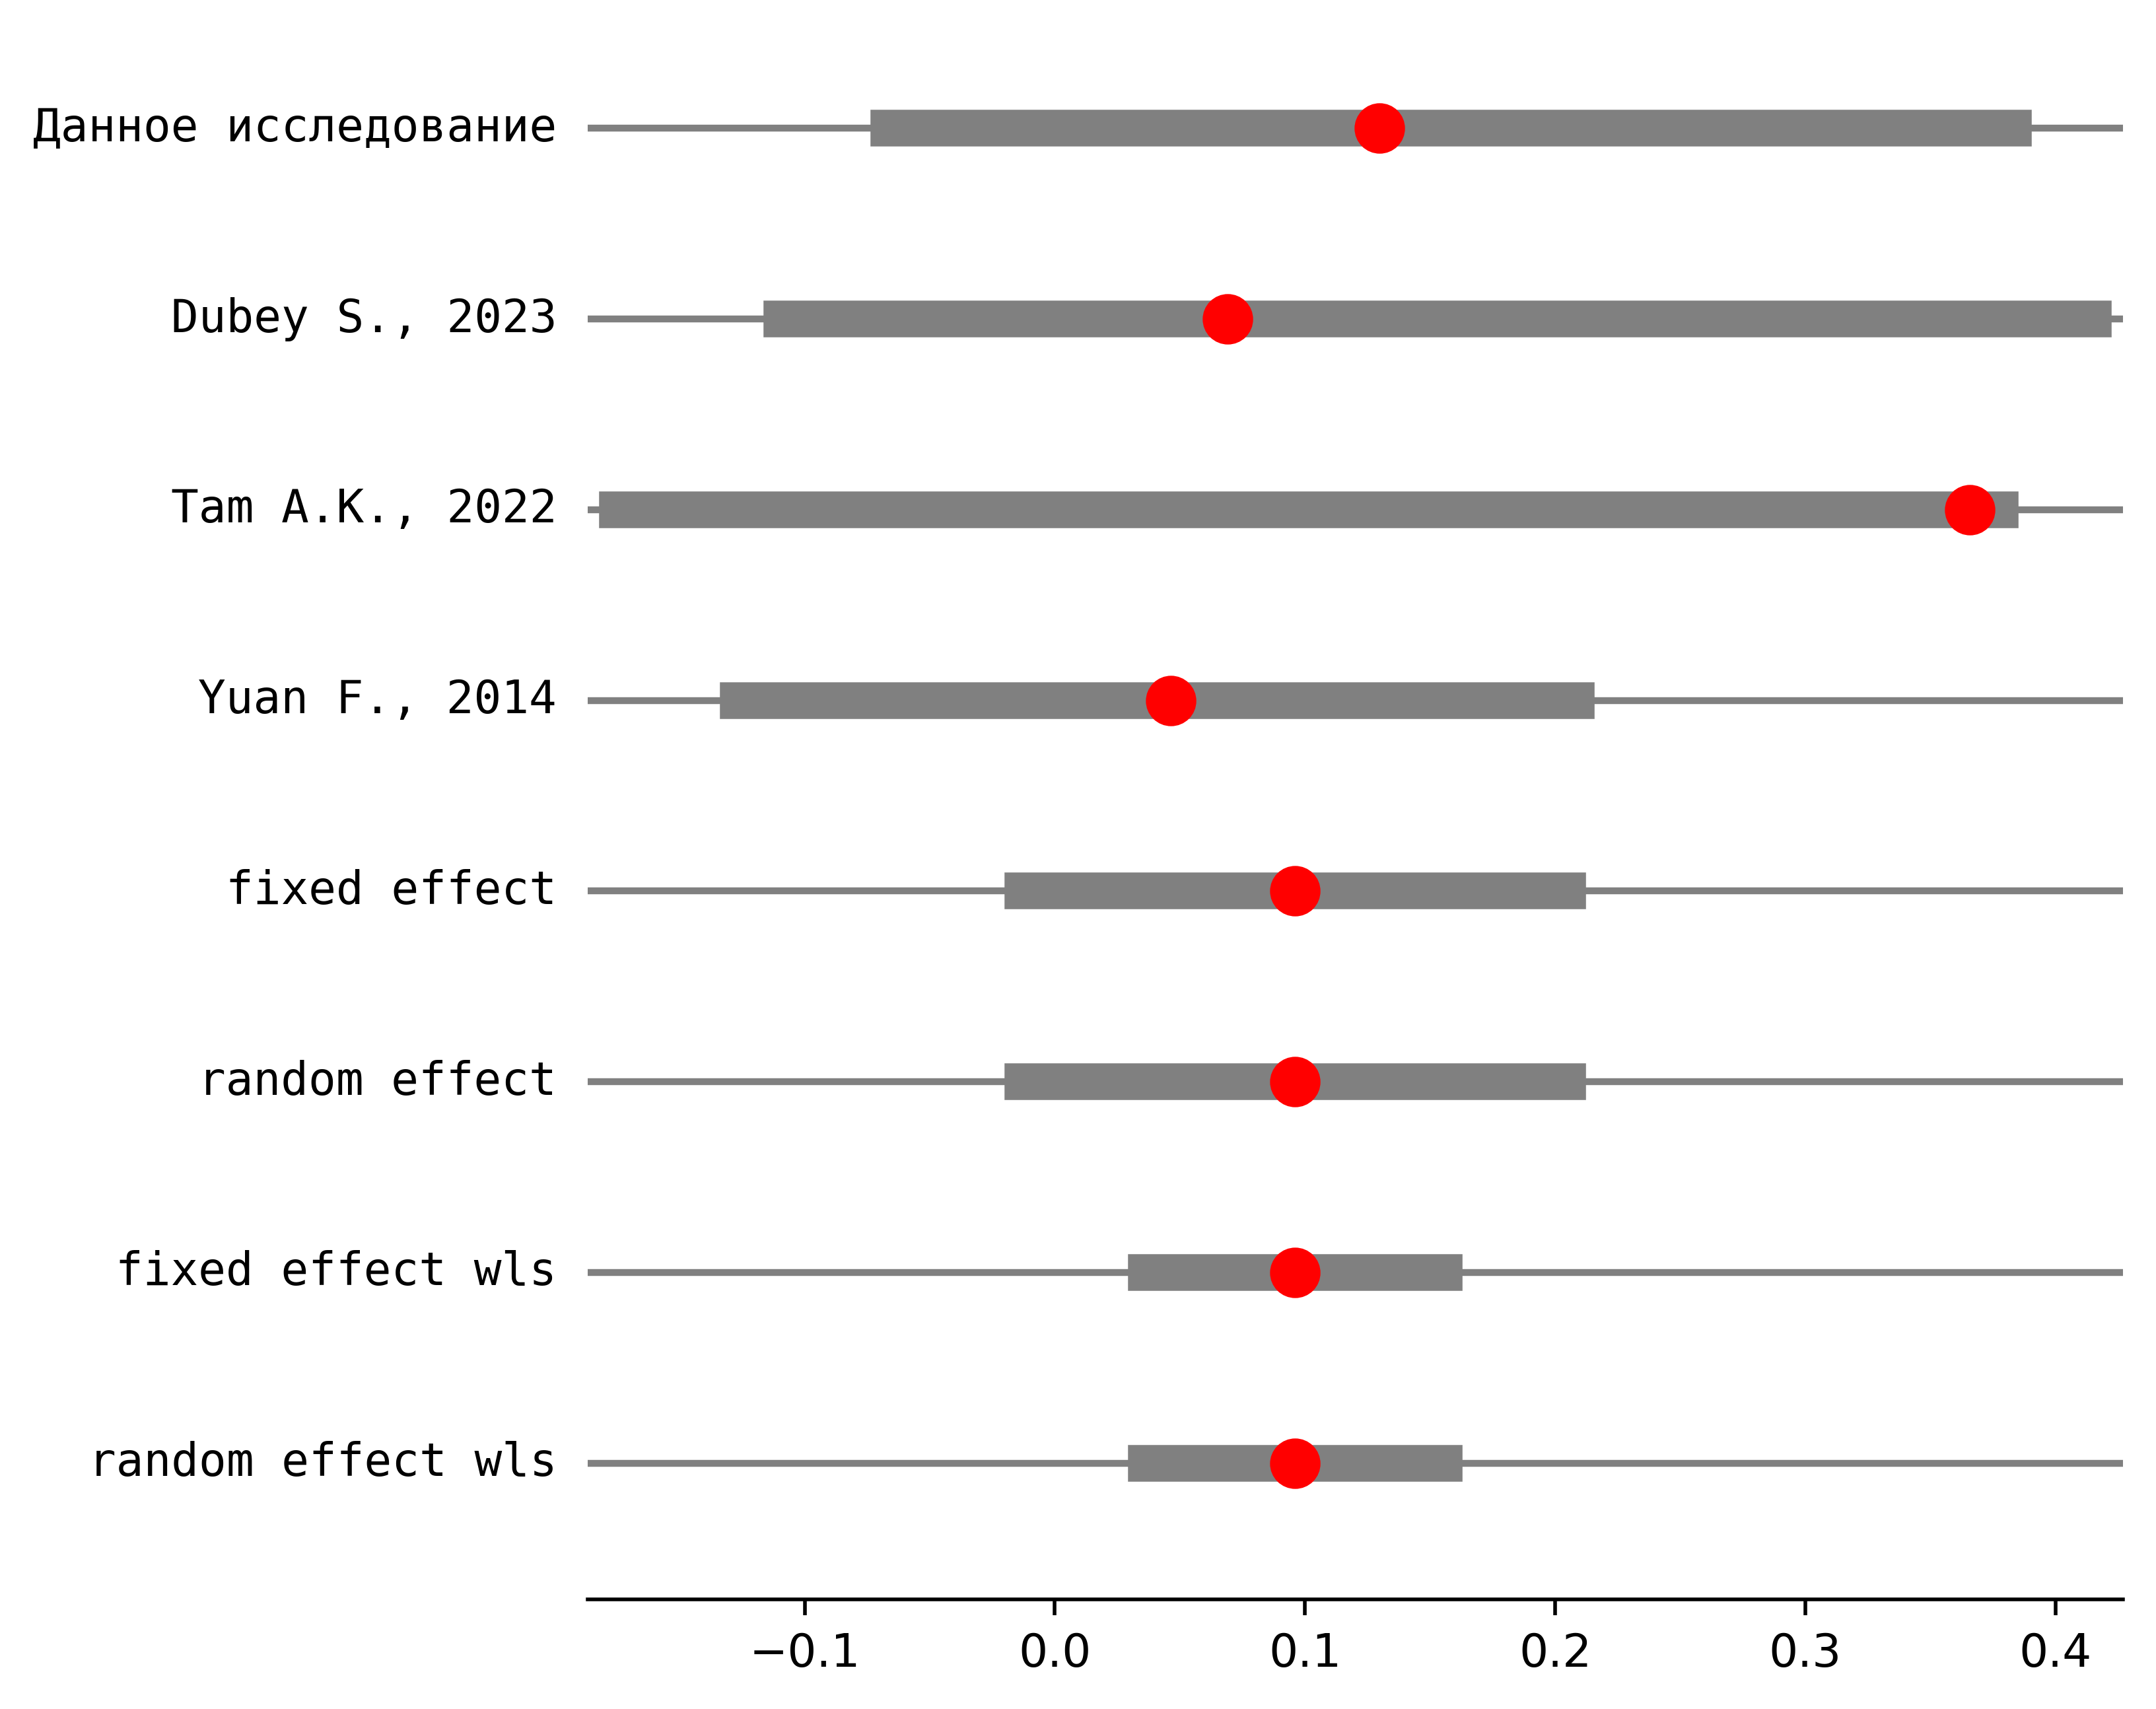 Данное исследование
Dubey S., 2023
Tam A.K., 2022
Yuan F., 2014
fixed effect
random effect
fixed effect wls
random effect wls
−0.1 0.0 0.1 0.2 0.3 0.4